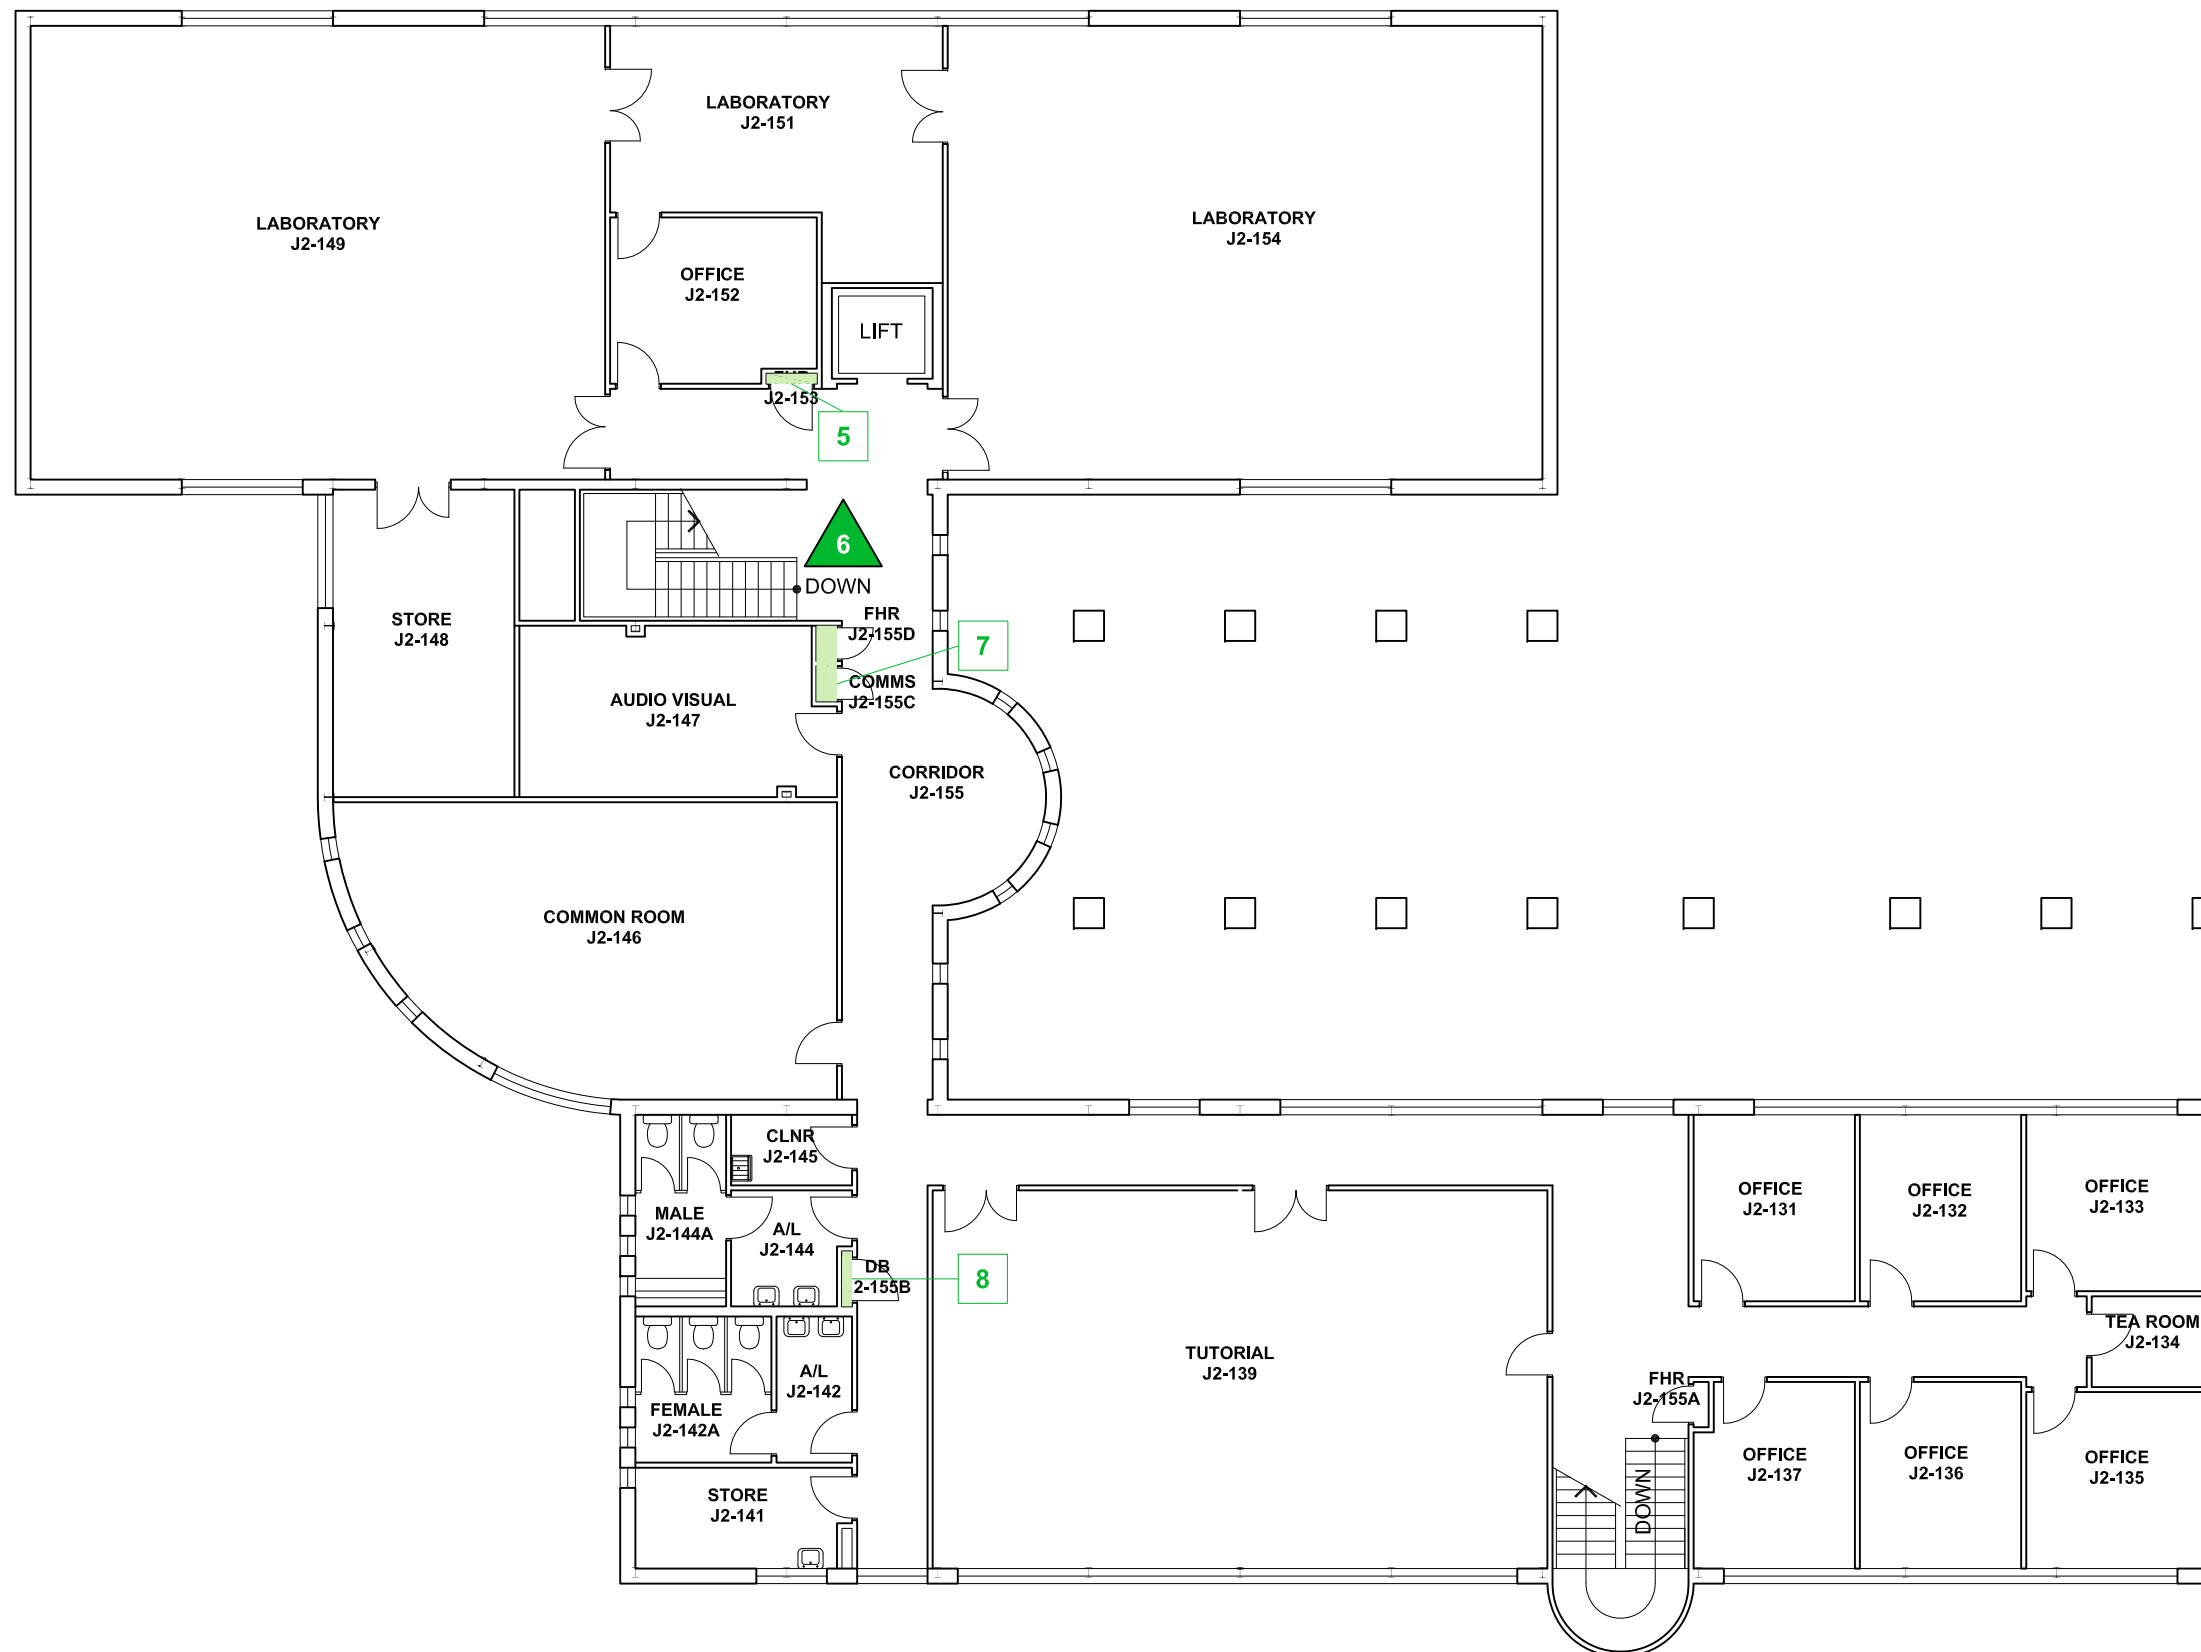 LABORATORY
J2-151
LABORATORY
J2-149
LABORATORY
J2-154
OFFICE
J2-152
LIFT
J2-153
5
6
DOWN
FHR
J2-155D
7
COMMS
J2-155C
STORE
J2-148
AUDIO VISUAL
J2-147
CORRIDOR
J2-155
COMMON ROOM
J2-146
CLNR
J2-145
MALE
J2-144A
A/L
J2-144
DB
2-155B
8
A/L
J2-142
FEMALE
J2-142A
STORE
J2-141
TUTORIAL
J2-139
OFFICE
J2-131
OFFICE
J2-132
OFFICE
J2-133
TEA ROOM
J2-134
FHR
J2-155A
DOWN
OFFICE
J2-137
OFFICE
J2-136
OFFICE
J2-135